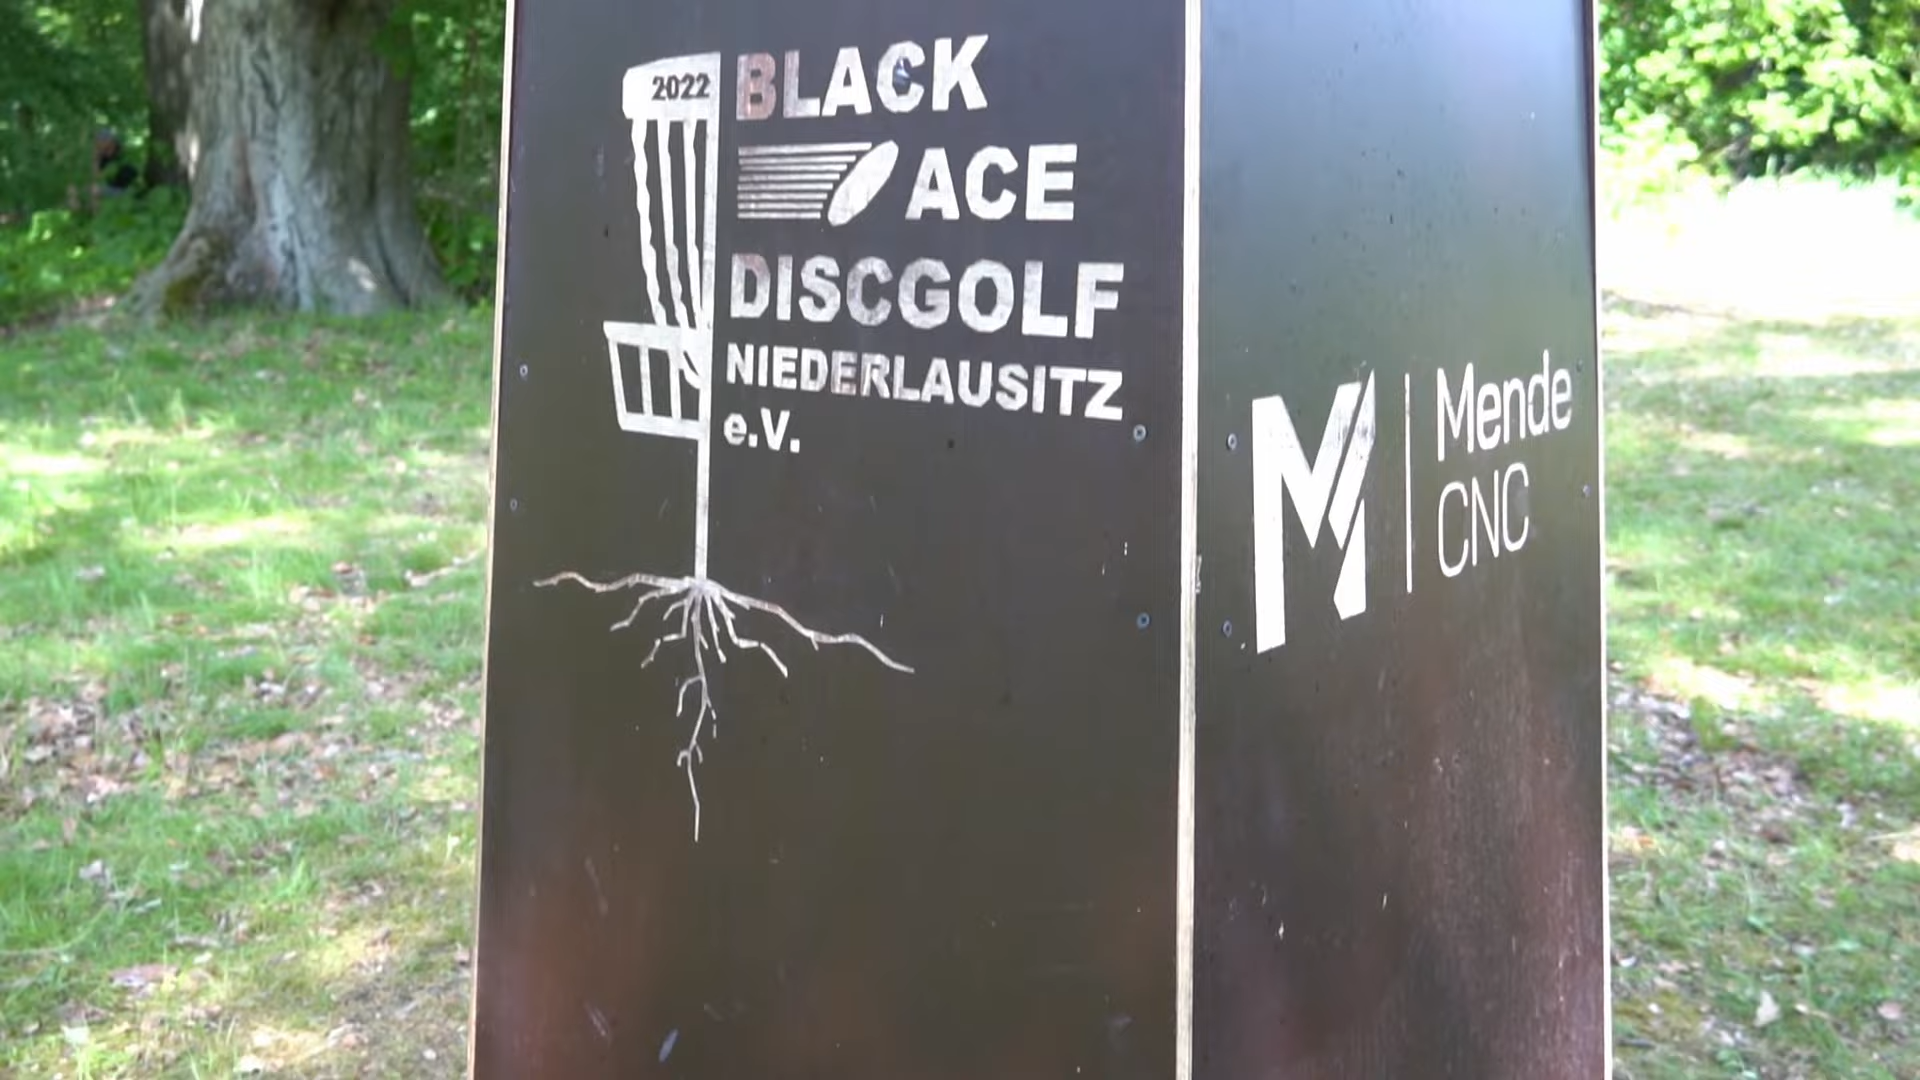 2022
BLACK
ACE
DISCGOLF
NIEDERLAUSITZ
e.V.
M
Mende
CNC